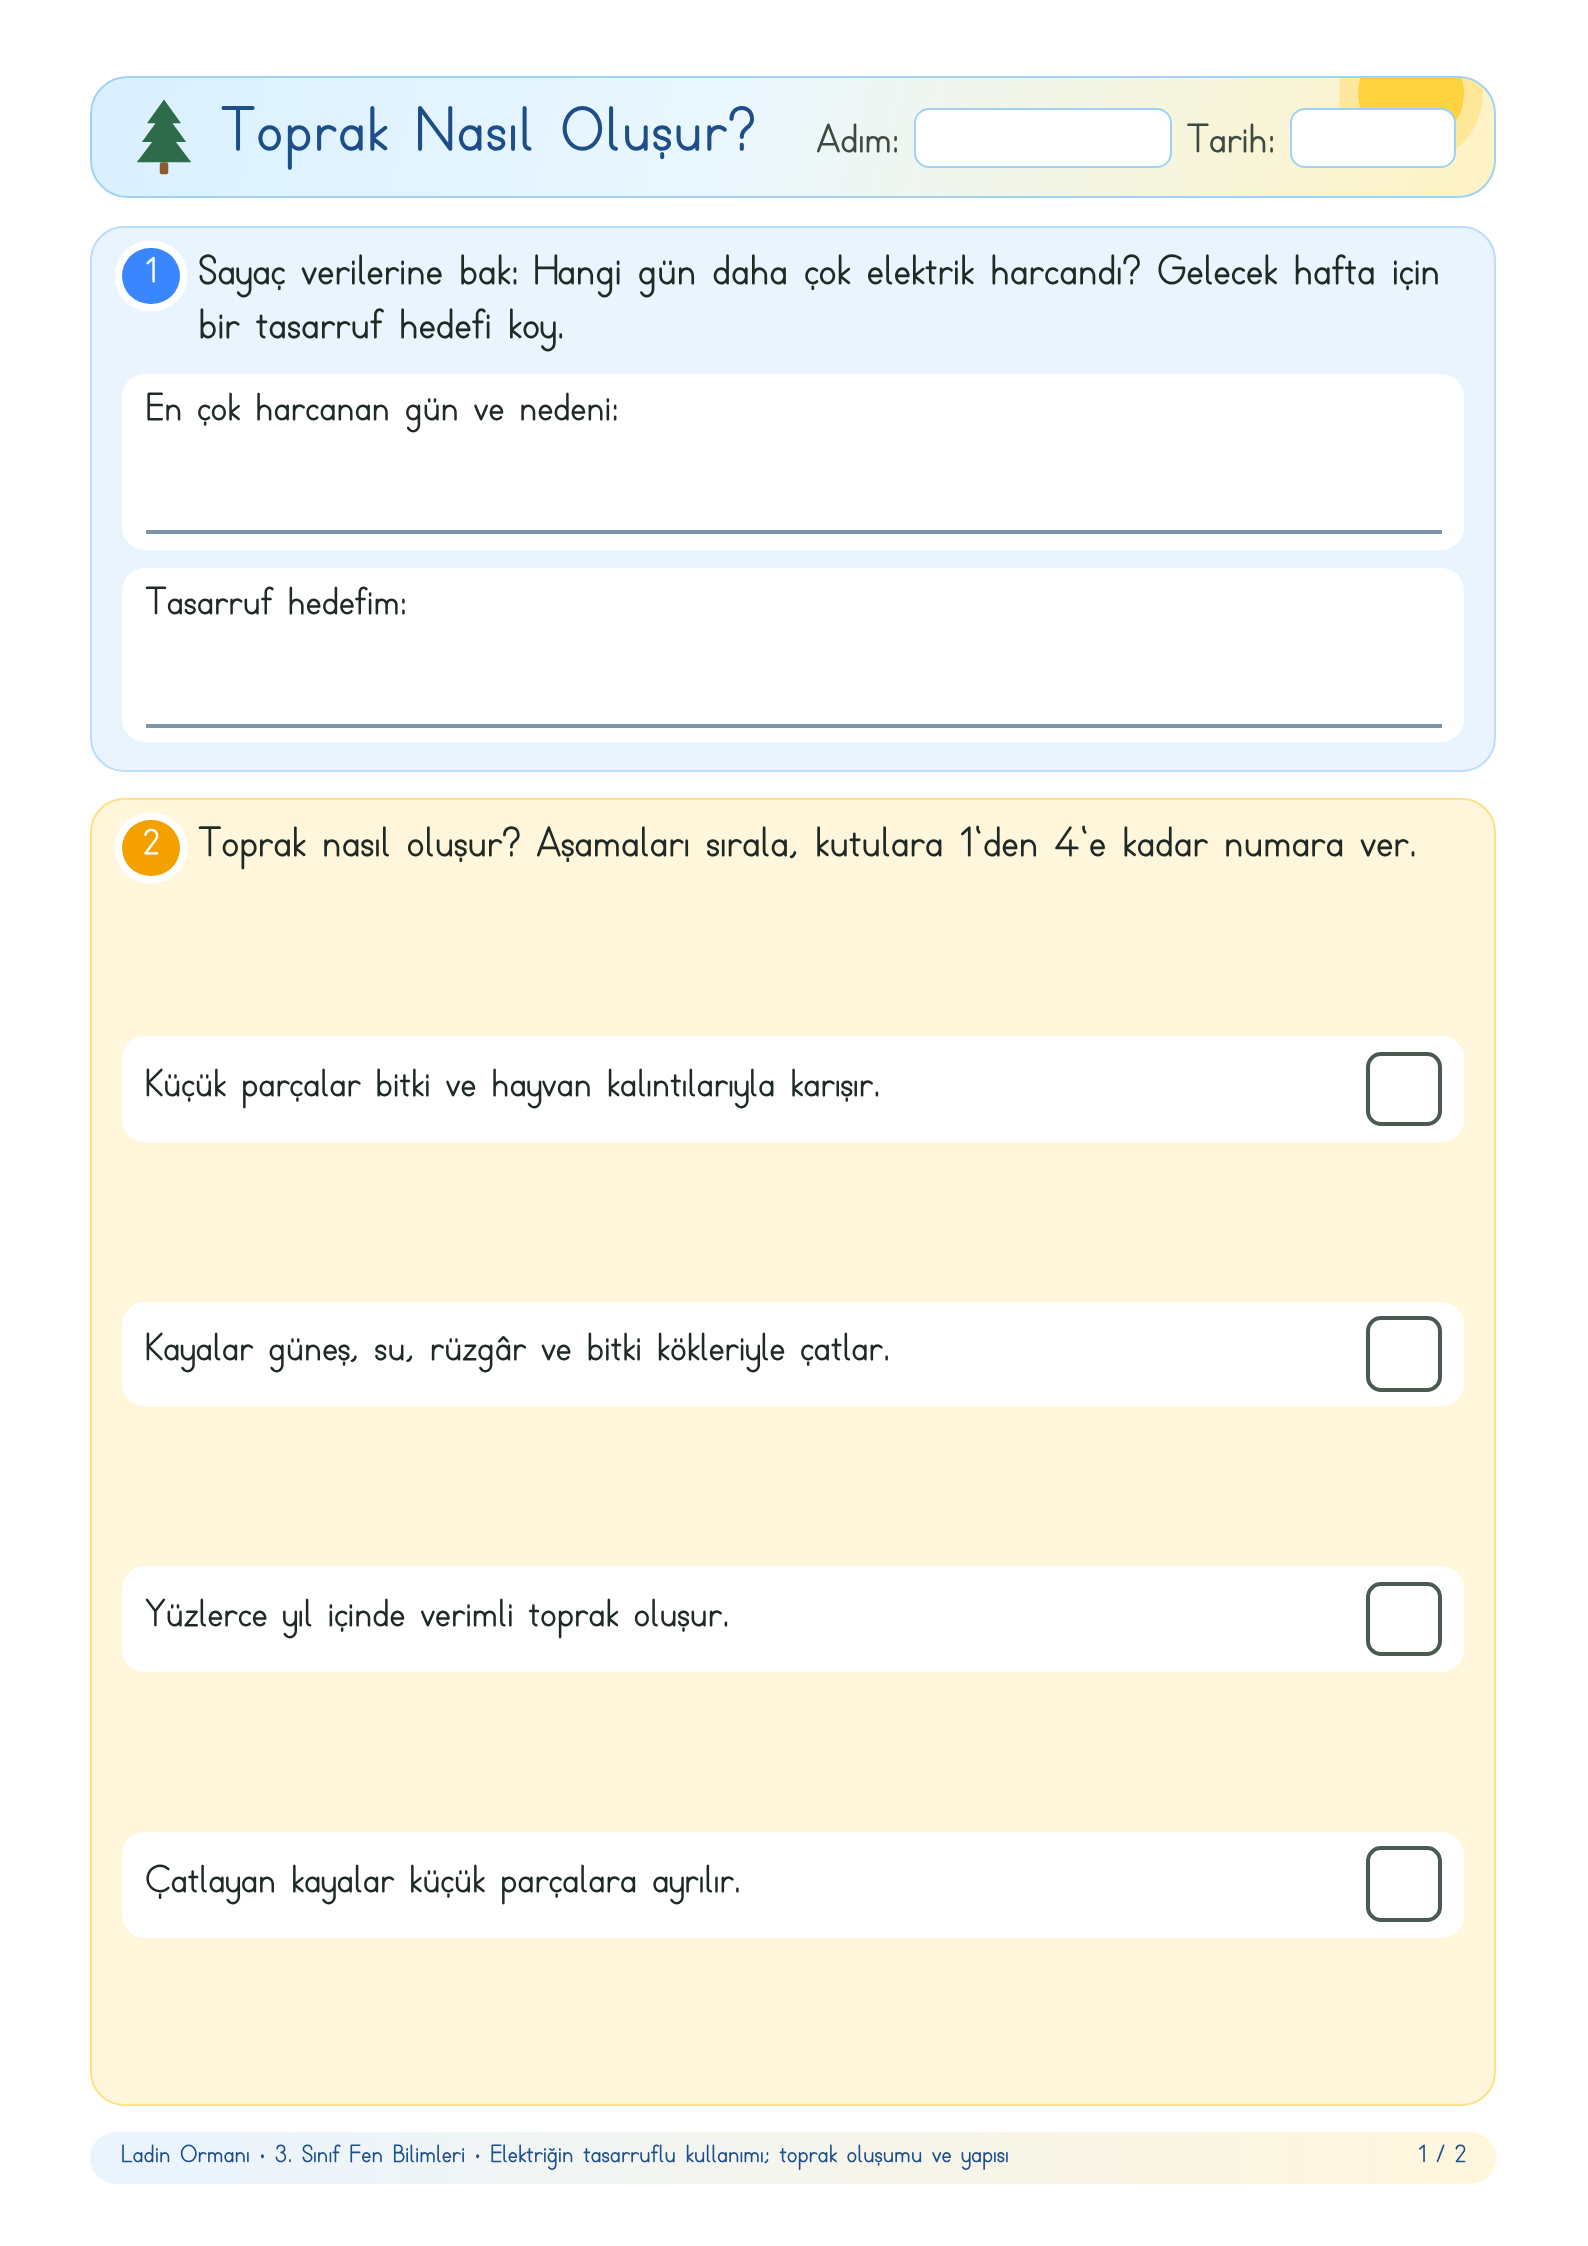 Toprak Nasıl Oluşur?
Adım:
Tarih:
1
Sayaç verilerine bak: Hangi gün daha çok elektrik harcandı? Gelecek hafta için
bir tasarruf hedefi koy.
En çok harcanan gün ve nedeni:
Tasarruf hedefim:
2
Toprak nasıl oluşur? Aşamaları sırala, kutulara 1‘den 4‘e kadar numara ver.
Küçük parçalar bitki ve hayvan kalıntılarıyla karışır.
Kayalar güneş, su, rüzgâr ve bitki kökleriyle çatlar.
Yüzlerce yıl içinde verimli toprak oluşur.
Çatlayan kayalar küçük parçalara ayrılır.
Ladin Ormanı • 3. Sınıf Fen Bilimleri • Elektriğin tasarruflu kullanımı; toprak oluşumu ve yapısı
1 / 2